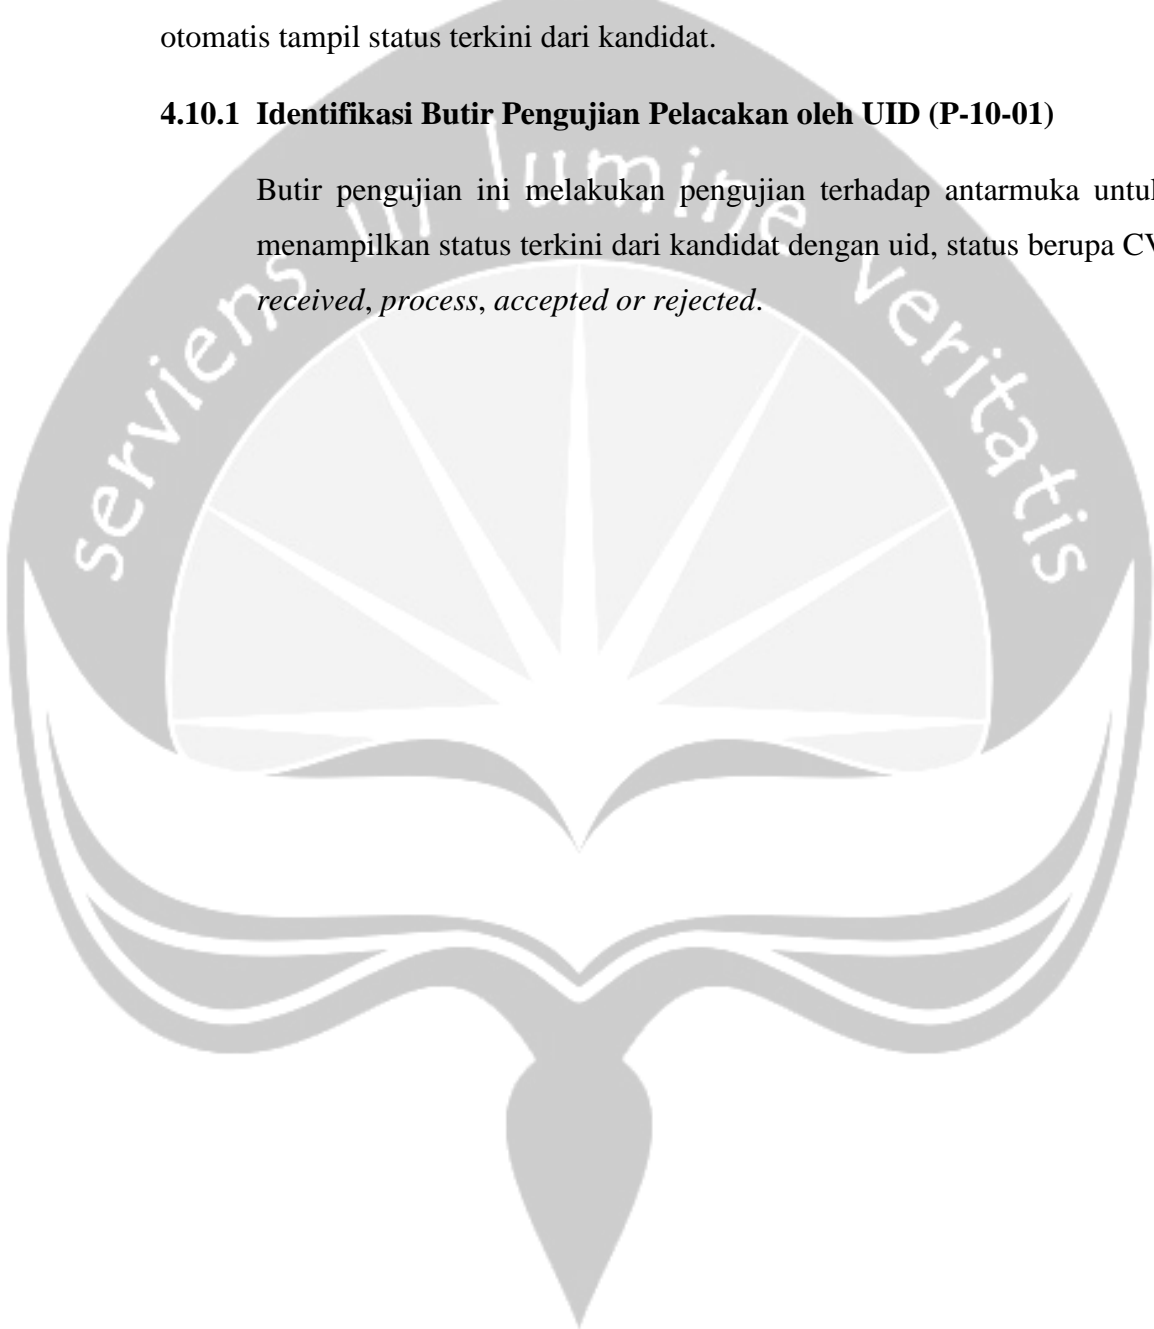 otomatis tampil status terkini dari kandidat.
4.10.1 Identifikasi Butir Pengujian Pelacakan oleh UID (P-10-01)
Butir pengujian ini melakukan pengujian terhadap antarmuka untuk
menampilkan status terkini dari kandidat dengan uid, status berupa CV
received, process, accepted or rejected.
serviens in lumine veritatis